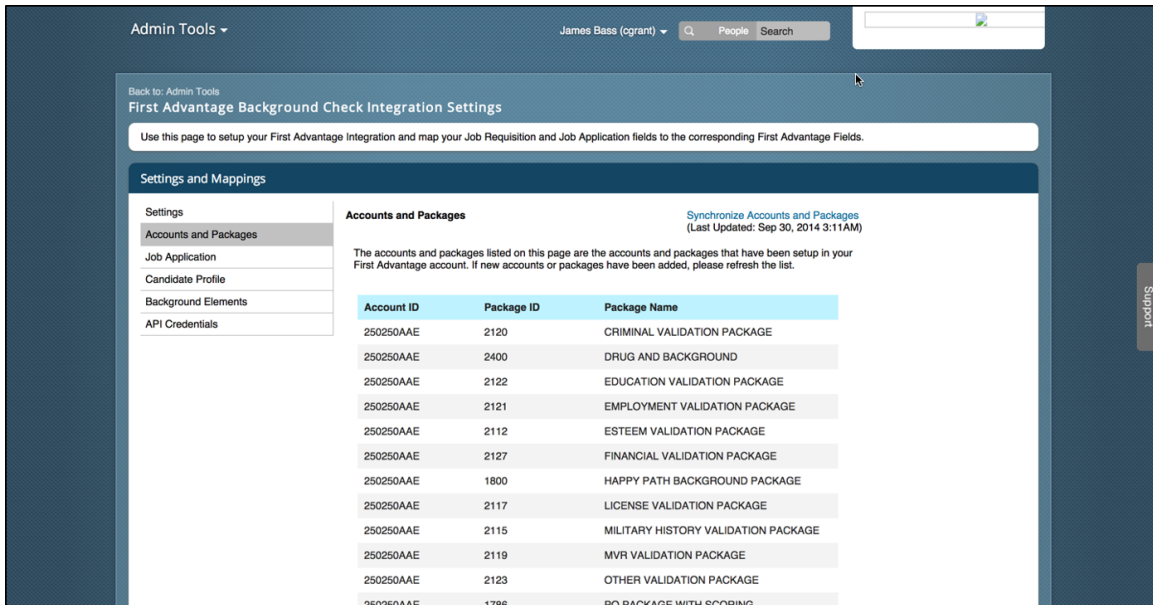 Admin Tools
James Bass (cgrant)
People Search
Back to: Admin Tools
First Advantage Background Check Integration Settings
Use this page to setup your First Advantage Integration and map your Job Requisition and Job Application fields to the corresponding First Advantage Fields.
Settings and Mappings
Settings
Accounts and Packages
Job Application
Candidate Profile
Background Elements
API Credentials
Accounts and Packages
Synchronize Accounts and Packages
(Last Updated: Sep 30, 2014 3:11AM)
The accounts and packages listed on this page are the accounts and packages that have been setup in your
First Advantage account. If new accounts or packages have been added, please refresh the list.
Account ID Package ID Package Name
250250AAE 2120 CRIMINAL VALIDATION PACKAGE
250250AAE 2400 DRUG AND BACKGROUND
250250AAE 2122 EDUCATION VALIDATION PACKAGE
250250AAE 2121 EMPLOYMENT VALIDATION PACKAGE
250250AAE 2112 ESTEEM VALIDATION PACKAGE
250250AAE 2127 FINANCIAL VALIDATION PACKAGE
250250AAE 1800 HAPPY PATH BACKGROUND PACKAGE
250250AAE 2117 LICENSE VALIDATION PACKAGE
250250AAE 2115 MILITARY HISTORY VALIDATION PACKAGE
250250AAE 2119 MVR VALIDATION PACKAGE
250250AAE 2123 OTHER VALIDATION PACKAGE
250250AAE 1786 PACKAGE WITH SCORING
Support